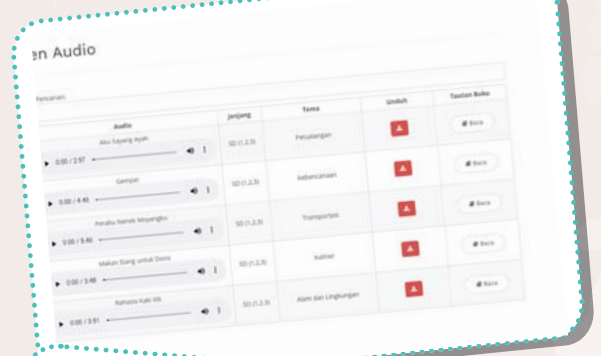 en Audio
Pencarian:
Audio Jenjang Tema Unduh Tautan Buku
Aku Sayang Ayah
0:00 / 2:97 SD (1,2,3) Petualangan Baca
Gempa!
0:00 / 4:40 SD (1,2,3) Kebencanaan Baca
Perahu Nenek Moyangku
0:00 / 5:40 SD (1,2,3) Transportasi Baca
Makan Siang untuk Dono
0:00 / 3:48 SD (1,2,3) Kuliner Baca
Rahasia Kaki
0:00 / 3:51 SD (1,2,3) Alam dan Lingkungan Baca